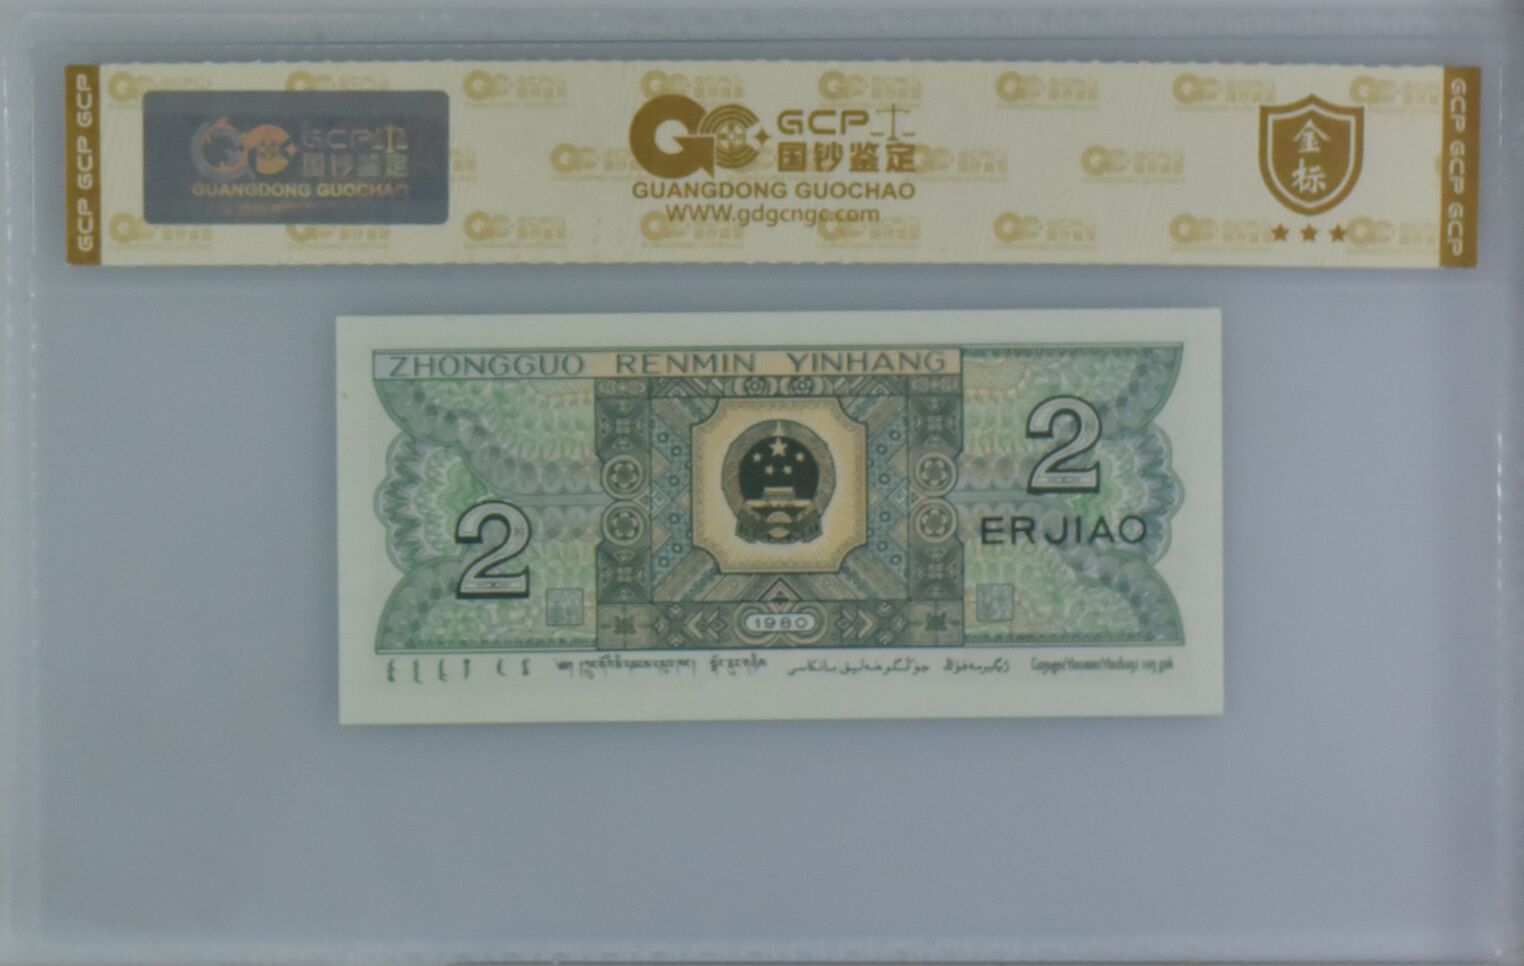 GCP GCP GCP
GCP
国钞鉴定
GUANGDONG GUOCHAO
GCP
国钞鉴定
GUANGDONG GUOCHAO
WWW.gdgcngc.com
金
标
GCP GCP GCP
ZHONGGUO RENMIN YINHANG
2
2
ERJIAO
1980